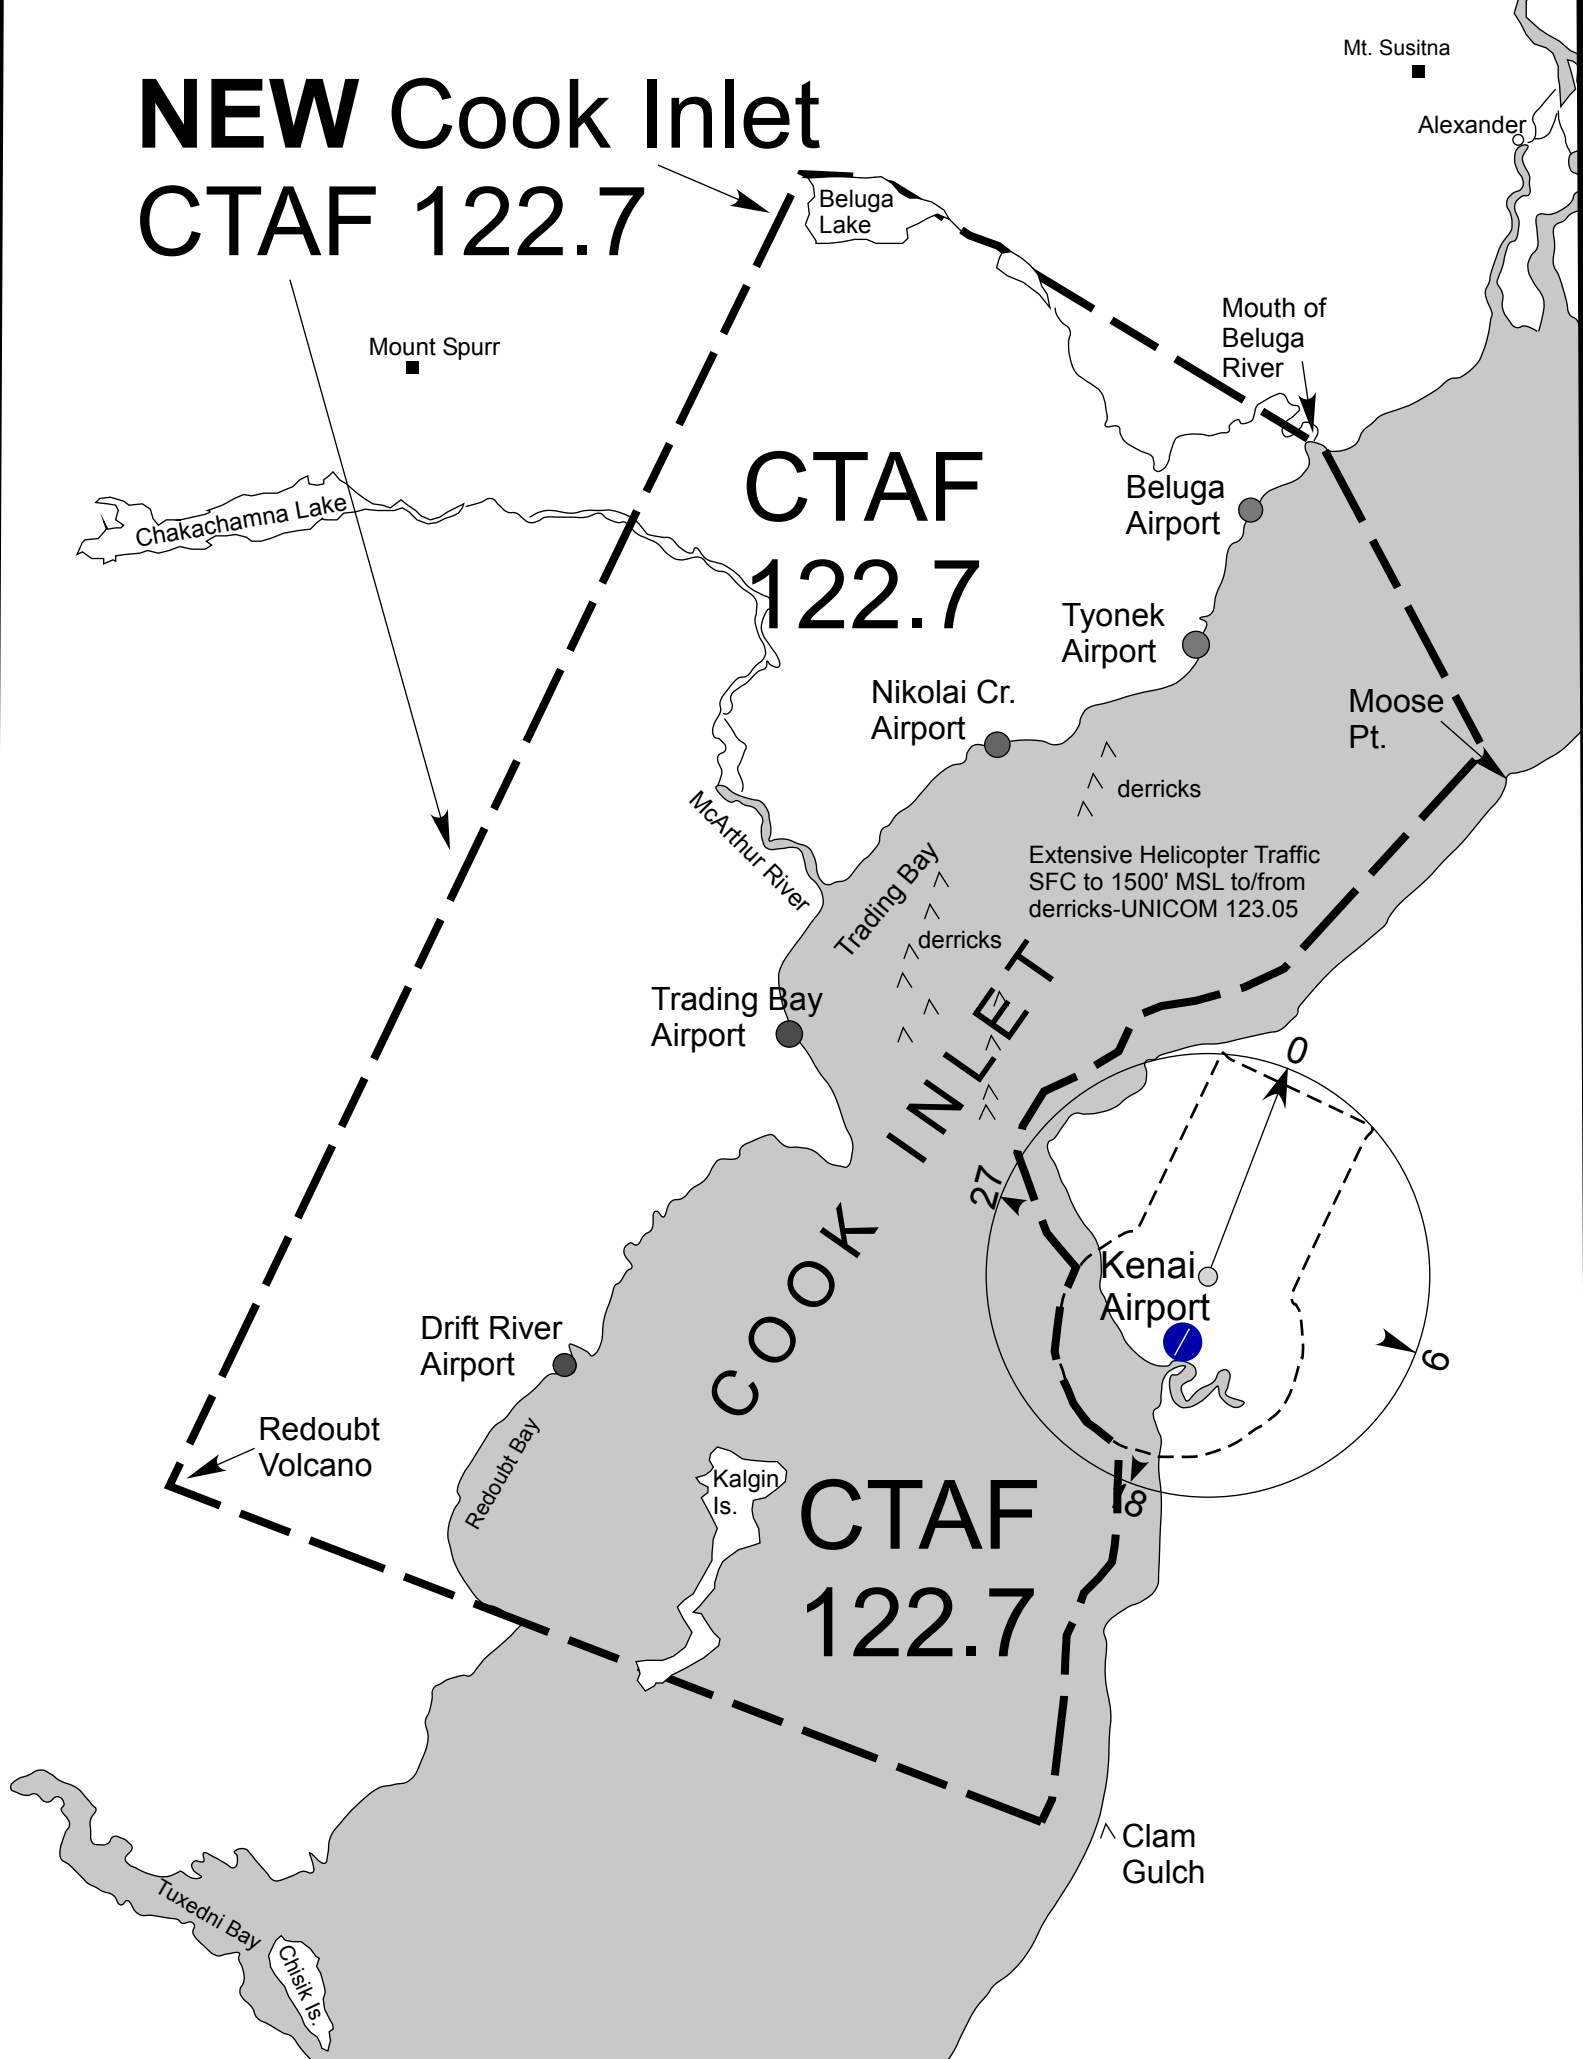 Mt. Susitna
NEW Cook Inlet
CTAF 122.7
Alexander
Beluga
Lake
Mouth of
Beluga
River
Mount Spurr
CTAF
122.7
Chakachamna Lake
Beluga
Airport
Tyonek
Airport
Nikolai Cr.
Airport
Moose
Pt.
derricks
McArthur River
Trading Bay
Extensive Helicopter Traffic
SFC to 1500' MSL to/from
derricks-UNICOM 123.05
derricks
Trading Bay
Airport
COOK INLET
0
27
Kenai
Airport
9
18
Drift River
Airport
Redoubt
Volcano
Redoubt Bay
Kalgin
Is.
CTAF
122.7
Clam
Gulch
Tuxedni Bay
Chisik Is.